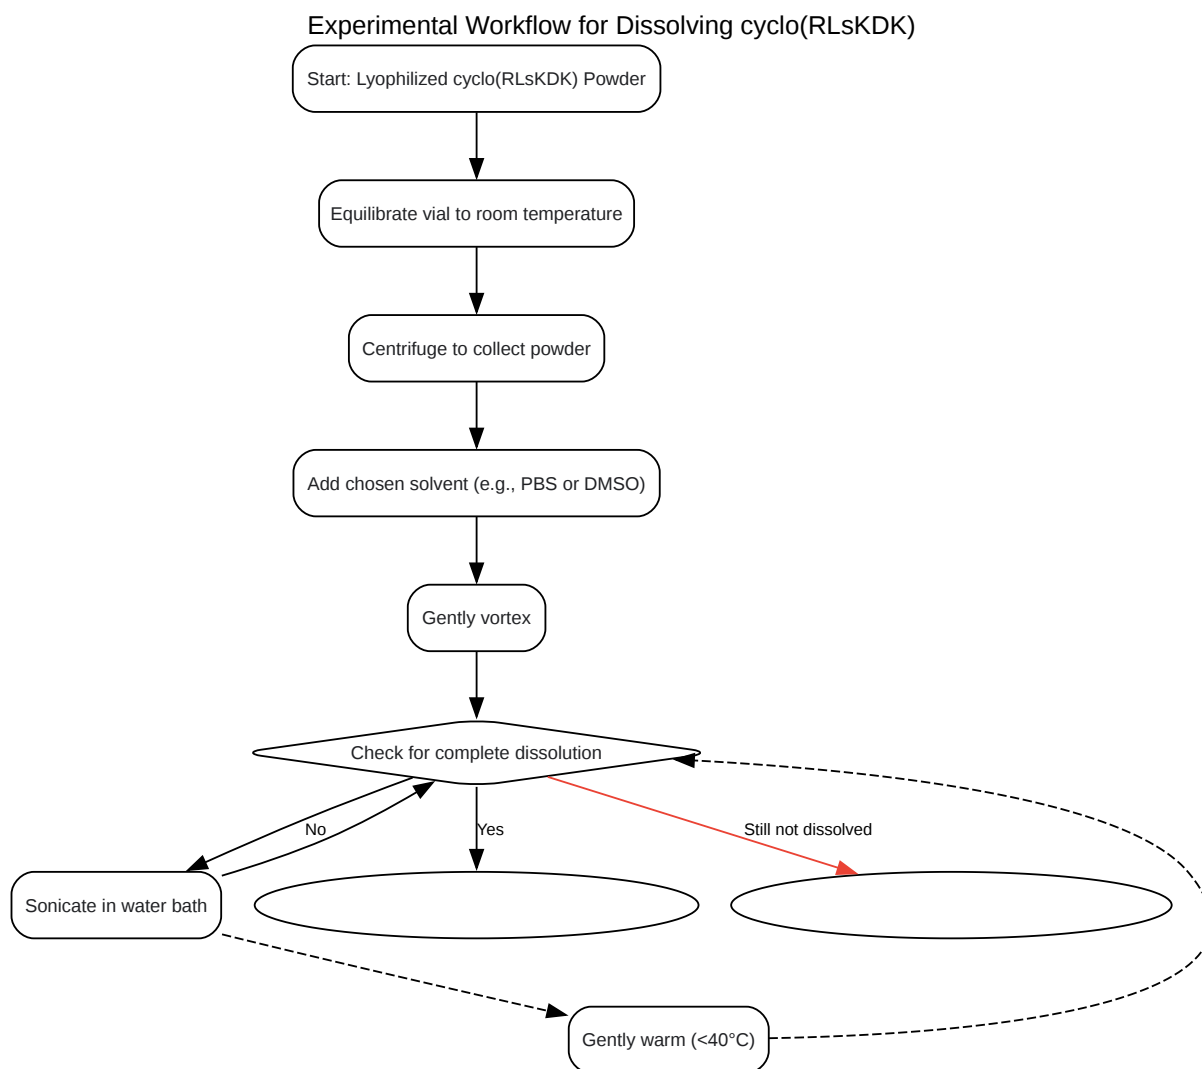 Experimental Workflow for Dissolving cyclo(RLsKDK)
Start: Lyophilized cyclo(RLsKDK) Powder
Equilibrate vial to room temperature
Centrifuge to collect powder
Add chosen solvent (e.g., PBS or DMSO)
Gently vortex
Check for complete dissolution
No
Yes
Still not dissolved
Sonicate in water bath
Gently warm (<40°C)